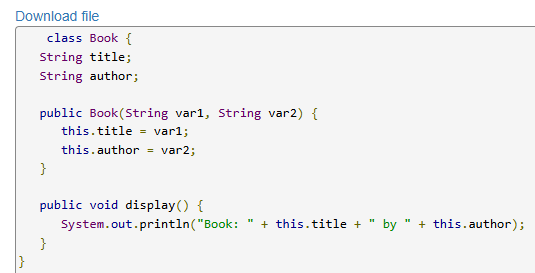 Download file
class Book {
String title;
String author;
public Book(String var1, String var2) {
this.title = var1;
this.author = var2;
}
public void display() {
System.out.println("Book: " + this.title + " by " + this.author);
}
}